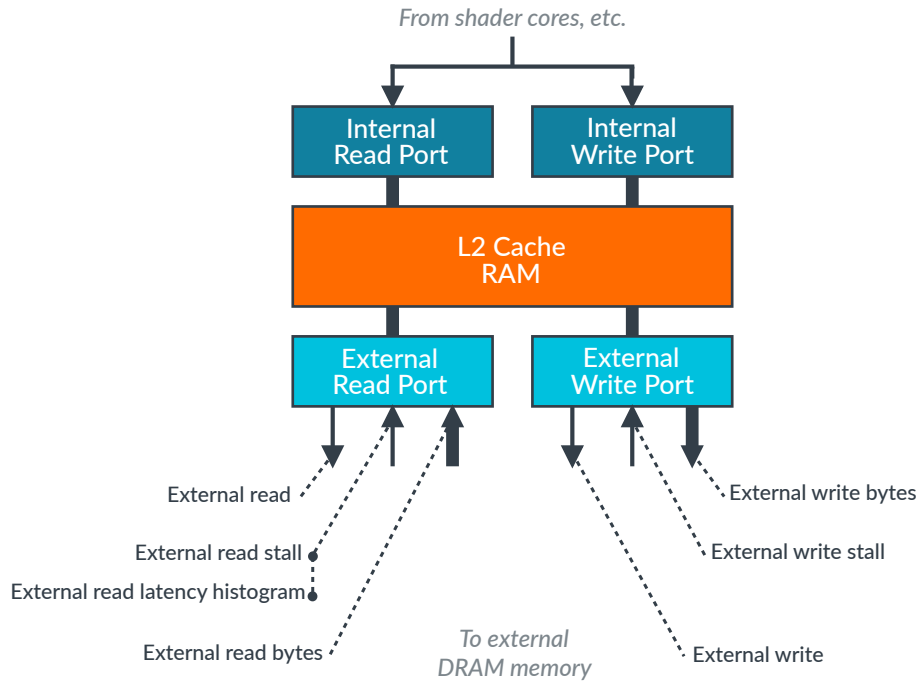 From shader cores, etc.
Internal
Read Port
Internal
Write Port
L2 Cache
RAM
External
Read Port
External
Write Port
External read
External write bytes
External read stall
External write stall
External read latency histogram
External read bytes
External write
To external
DRAM memory